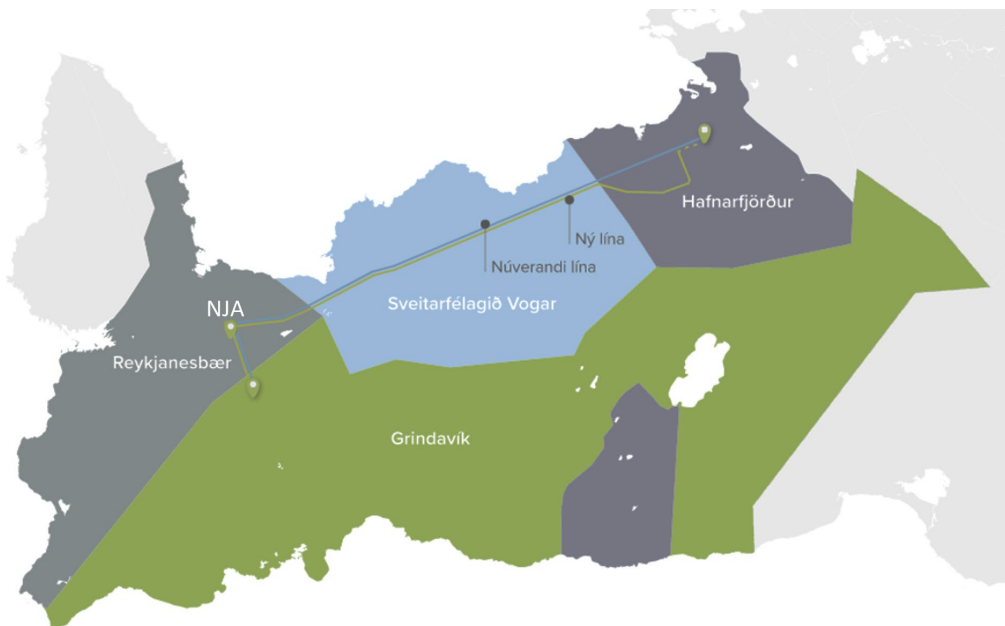 Hafnarfjörður
Ný lína
Núverandi lína
Sveitarfélagið Vogar
NJA
Reykjanesbær
Grindavík